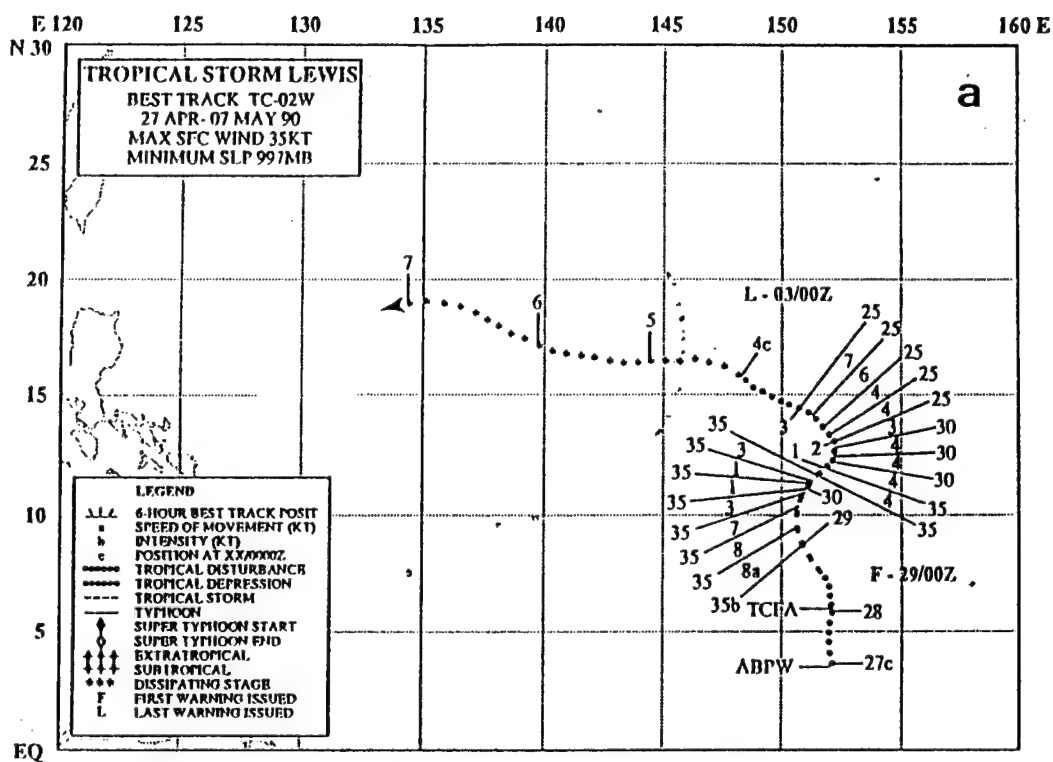 E 120 125 130 135 140 145 150 155 160 E
N 30
a
TROPICAL STORM LEWIS
BEST TRACK TC-02W
27 APR- 07 MAY 90
MAX SFC WIND 35KT
MINIMUM SLP 997MB
25
20
7
6
5
4c
L - 03/00Z
25
25
7
25
6
25
4
25
4
3
15
3
2
30
4
30
4
30
4
4
35
35
35
1
35
3
35
1
1
3
30
29
10
35
7
35
8
35
8a
35b
F - 29/00Z
TCFA
28
5
ABPW
27c
EQ
LEGEND
6-HOUR BEST TRACK POSIT
a SPEED OF MOVEMENT (KT)
b INTENSITY (KT)
c POSITION AT XX/0000Z
TROPICAL DISTURBANCE
TROPICAL DEPRESSION
TROPICAL STORM
TYPHOON
SUPER TYPHOON START
SUPER TYPHOON END
EXTRATROPICAL
SUBTROPICAL
DISSIPATING STAGE
F FIRST WARNING ISSUED
L LAST WARNING ISSUED